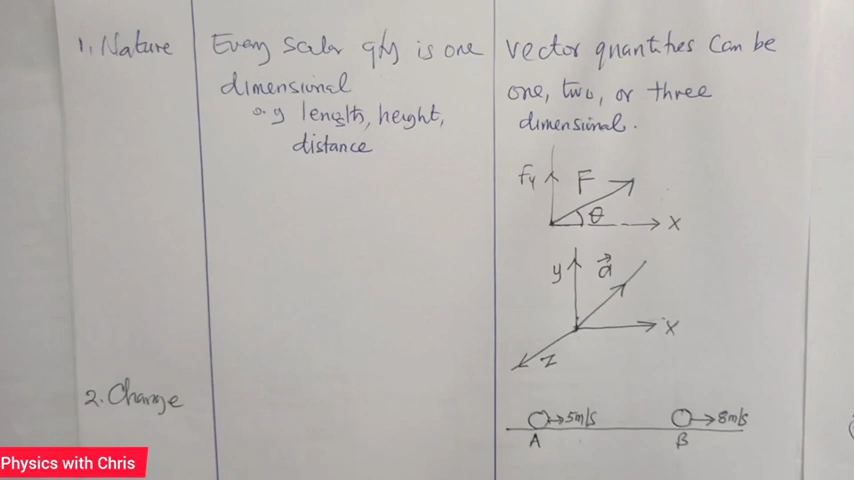 1, Nature
Every scalar qty is one
dimensional
e.g length, height,
distance
vector quantities can be
one, two, or three
dimensional.
Fy
F
θ
x
y
a
x
z
2. Change
5m/s
8m/s
A
B
Physics with Chris